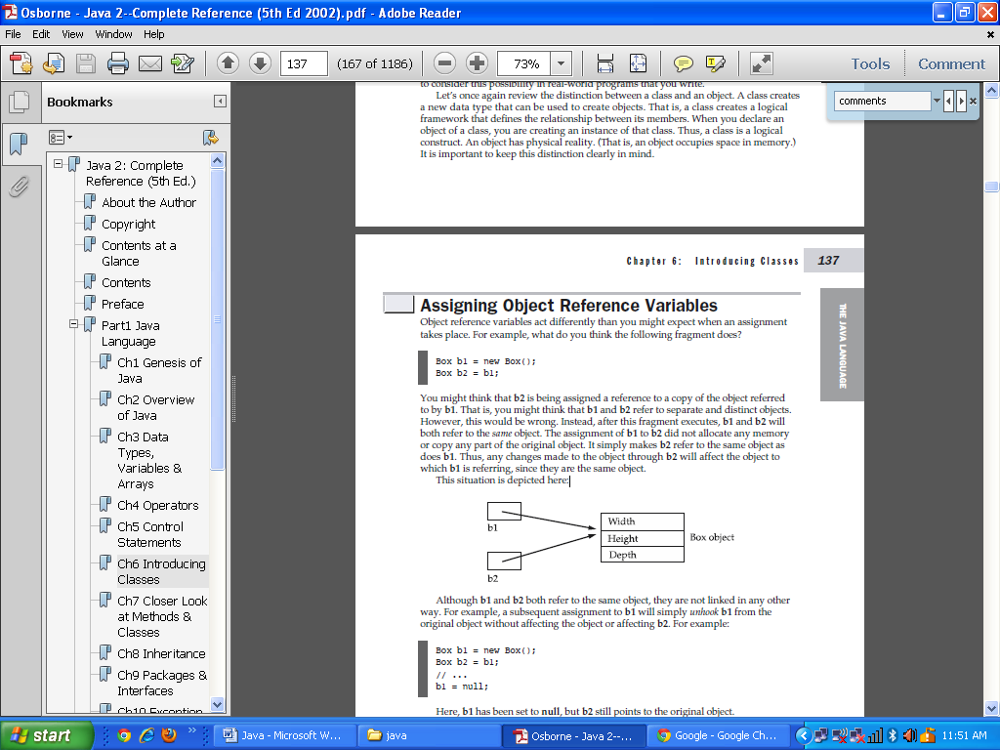 Osborne - Java 2--Complete Reference (5th Ed 2002).pdf - Adobe Reader
File Edit View Window Help
137 (167 of 1186) 73% Tools Comment
Bookmarks
comments
Java 2: Complete
Reference (5th Ed.)
About the Author
Copyright
Contents at a
Glance
Contents
Preface
Part1 Java
Language
Ch1 Genesis of
Java
Ch2 Overview
of Java
Ch3 Data
Types,
Variables &
Arrays
Ch4 Operators
Ch5 Control
Statements
Ch6 Introducing
Classes
Ch7 Closer Look
at Methods &
Classes
Ch8 Inheritance
Ch9 Packages &
Interfaces
Ch10 Exception
to consider this possibility in real-world programs that you write.
Let's once again review the distinction between a class and an object. A class creates
a new data type that can be used to create objects. That is, a class creates a logical
framework that defines the relationship between its members. When you declare an
object of a class, you are creating an instance of that class. Thus, a class is a logical
construct. An object has physical reality. (That is, an object occupies space in memory.)
It is important to keep this distinction clearly in mind.
Chapter 6: Introducing Classes 137
THE JAVA LANGUAGE
Assigning Object Reference Variables
Object reference variables act differently than you might expect when an assignment
takes place. For example, what do you think the following fragment does?
Box b1 = new Box();
Box b2 = b1;
You might think that b2 is being assigned a reference to a copy of the object referred
to by b1. That is, you might think that b1 and b2 refer to separate and distinct objects.
However, this would be wrong. Instead, after this fragment executes, b1 and b2 will
both refer to the same object. The assignment of b1 to b2 did not allocate any memory
or copy any part of the original object. It simply makes b2 refer to the same object as
does b1. Thus, any changes made to the object through b2 will affect the object to
which b1 is referring, since they are the same object.
This situation is depicted here:
b1
b2
Width
Height
Depth
Box object
Although b1 and b2 both refer to the same object, they are not linked in any other
way. For example, a subsequent assignment to b1 will simply unhook b1 from the
original object without affecting the object or affecting b2. For example:
Box b1 = new Box();
Box b2 = b1;
// ...
b1 = null;
Here, b1 has been set to null, but b2 still points to the original object.
start
Java - Microsoft W...
java
Osborne - Java 2--...
Google - Google Ch...
11:51 AM